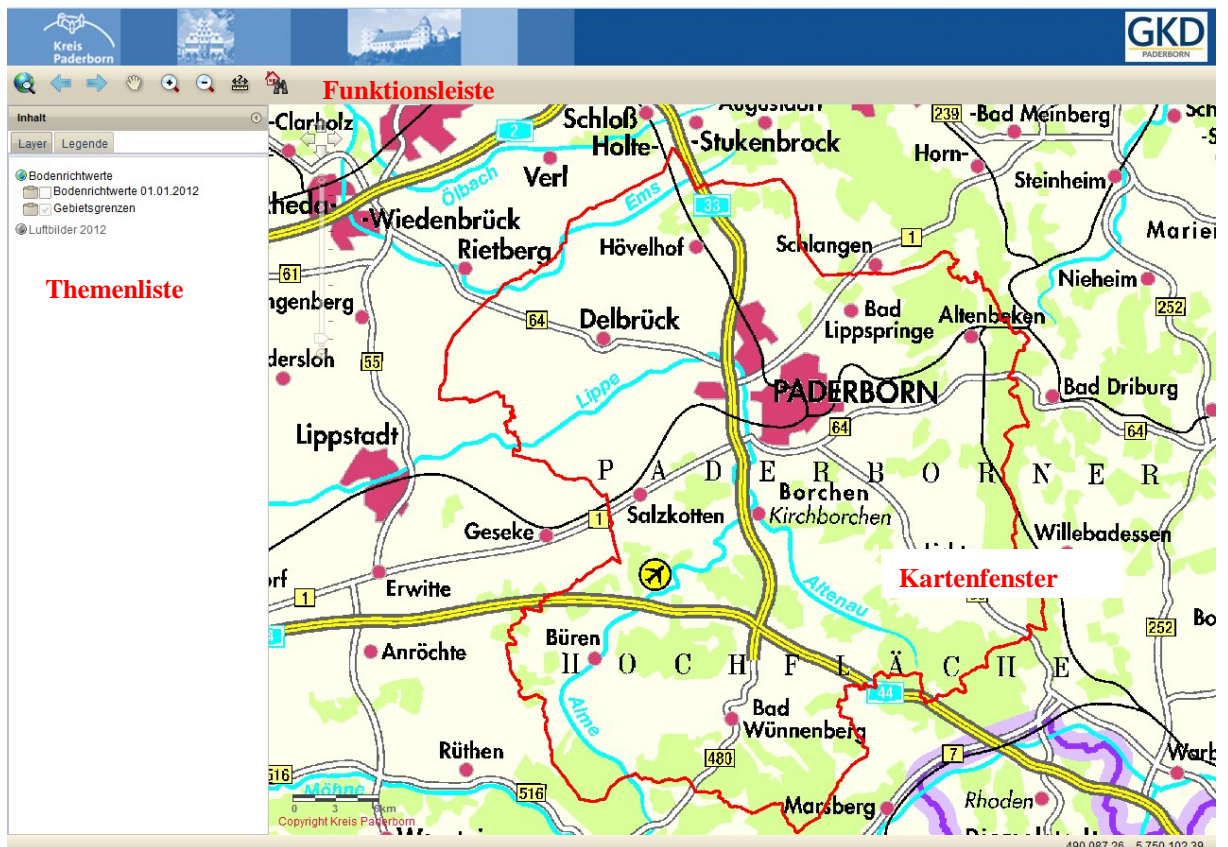 Kreis
Paderborn
GKD
PADERBORN
Funktionsleiste
Inhalt
Layer Legende
Bodenrichtwerte
Bodenrichtwerte 01.01.2012
Gebietsgrenzen
Luftbilder 2012
Themenliste
-Clarholz
2
Schloß
Holte-
-Stukenbrock
239
-Bad Meinberg
Horn-
Steinheim
Verl
Ölbach
Ems
33
-Wiedenbrück
Rietberg
Hövelhof
Schlangen
1
Nieheim
61
64
Delbrück
Bad
Lippspringe
Altenbeken
252
55
Lippe
PADERBORN
Bad Driburg
64
64
Lippstadt
PADERBORNER
Borchen
Kirchborchen
Salzkotten
1
Geseke
Willebadessen
Kartenfenster
Erwitte
1
Altenau
252
Büren
Anröchte
HOCHFLÄCHE
44
Alme
Bad
Wünnenberg
480
7
Rüthen
516
516
Möhne
Marsberg
Rhoden
0 3 6km
Copyright Kreis Paderborn
490.087,26 5.750.102,39